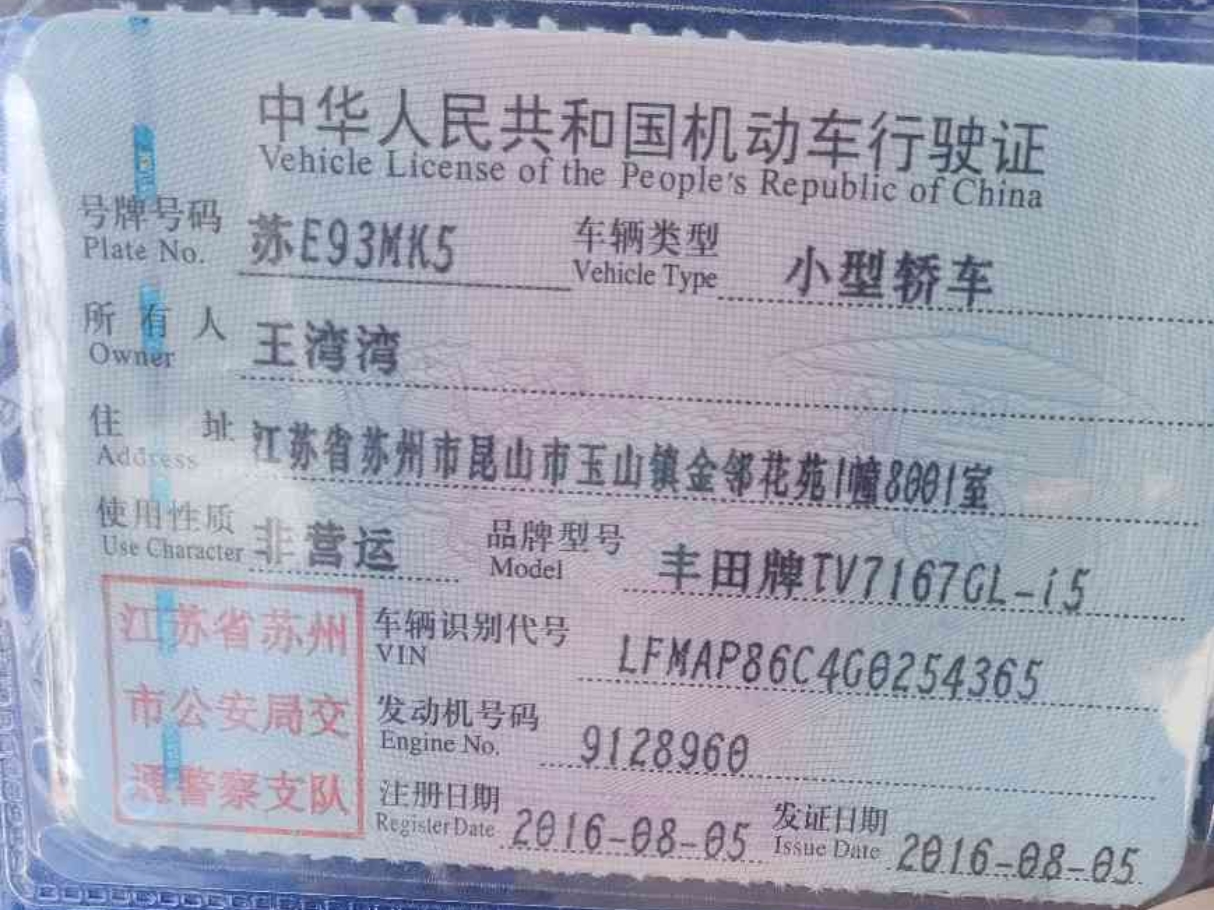 中华人民共和国机动车行驶证
Vehicle License of the People's Republic of China
号牌号码 苏E93MK5 车辆类型 小型轿车
Plate No. Vehicle Type
所有人 王湾湾
Owner
住址 江苏省苏州市昆山市玉山镇金邻花苑1幢8001室
Address
使用性质 非营运 品牌型号 丰田牌TV7167GL-i5
Use Character Model
江苏省苏州
市公安局交
通警察支队
车辆识别代号 LFMAP86C4G0254365
VIN
发动机号码 9128960
Engine No.
注册日期 2016-08-05 发证日期 2016-08-05
Register Date Issue Date